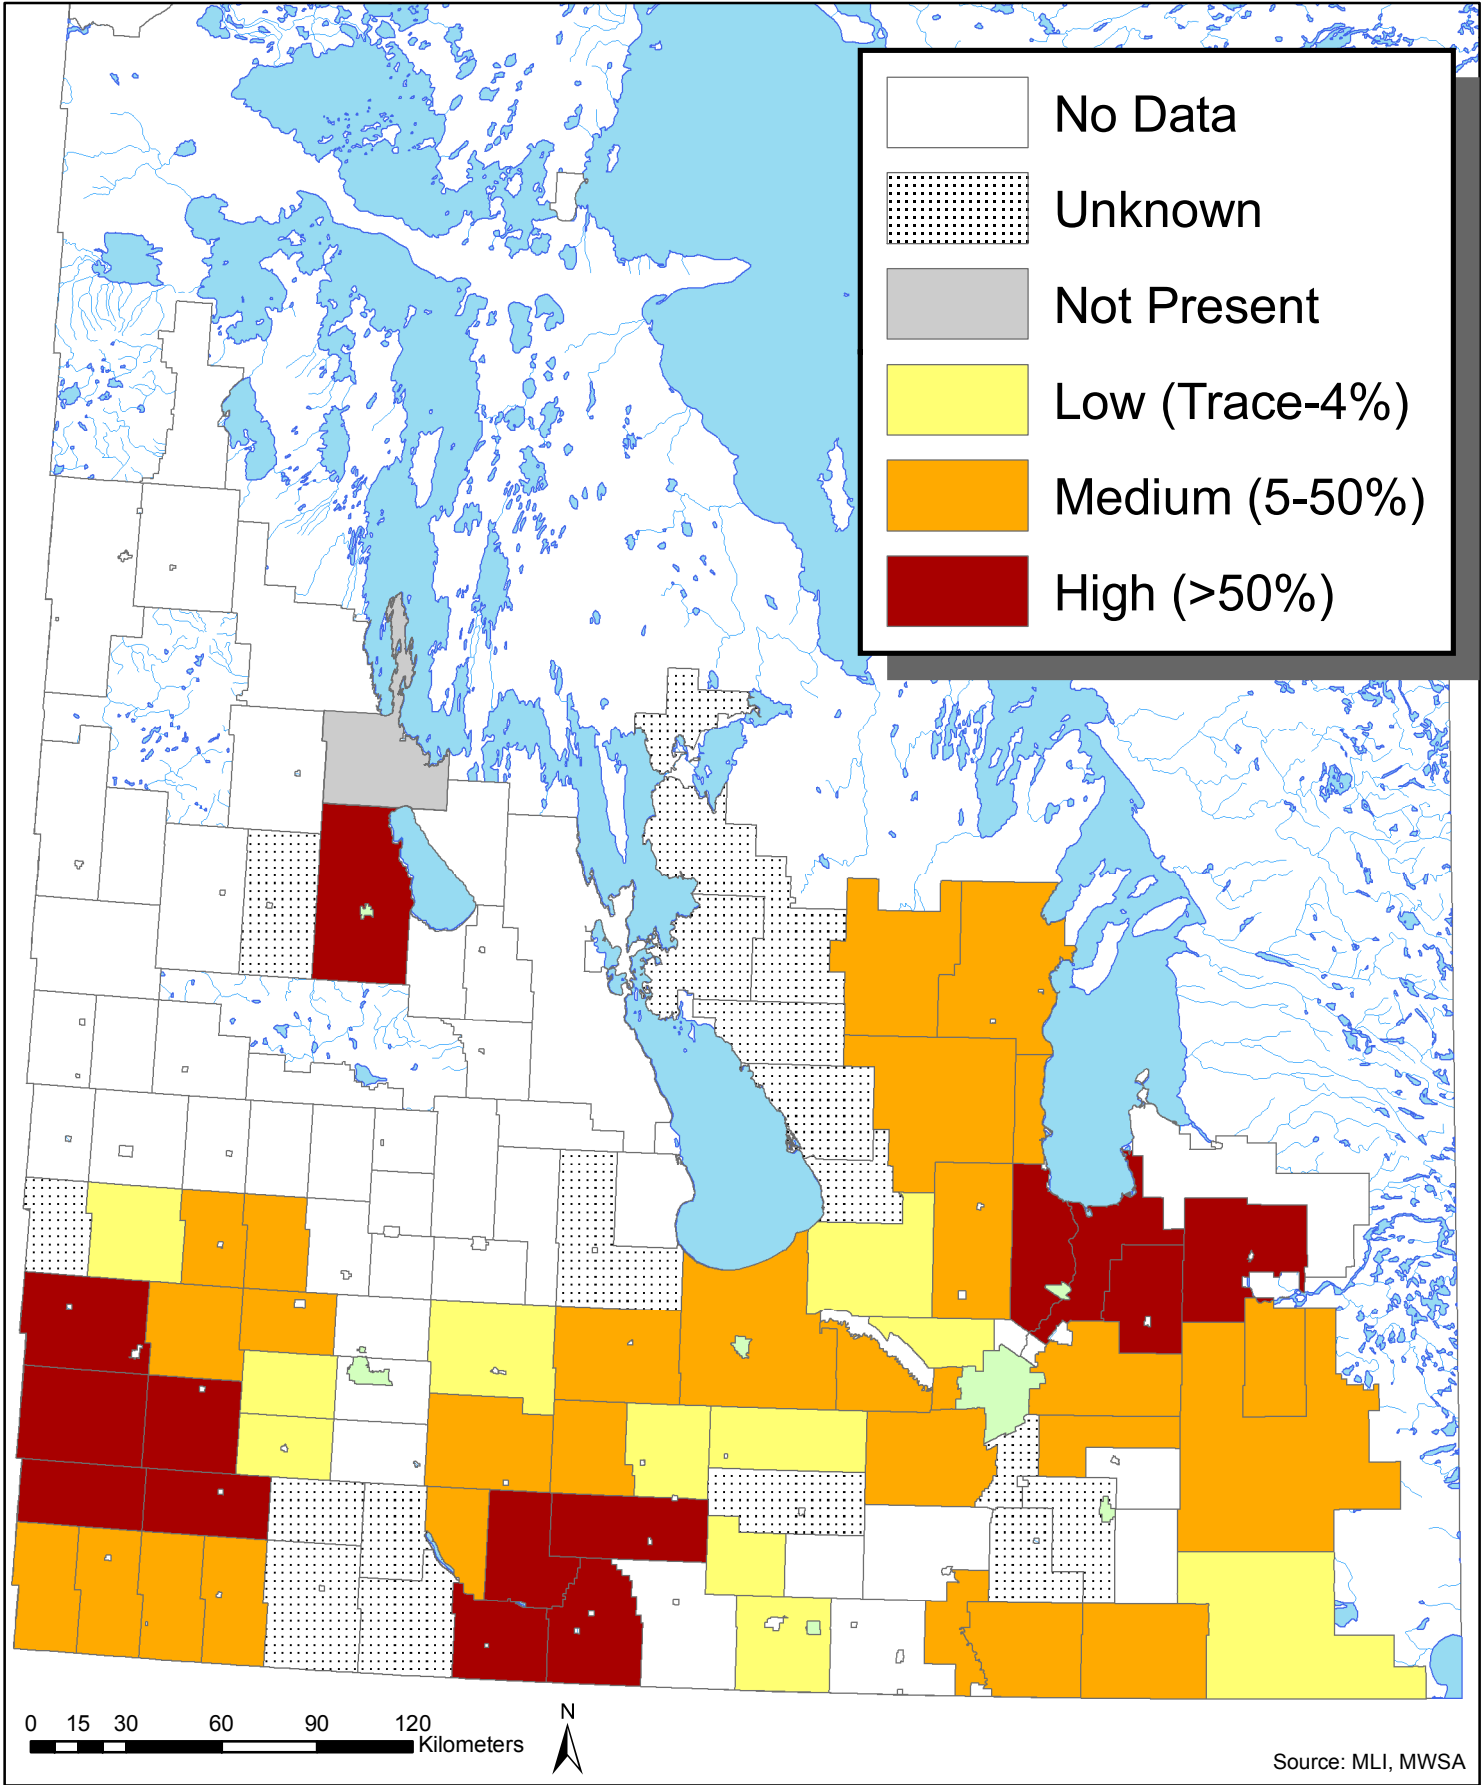 No Data
Unknown
Not Present
Low (Trace-4%)
Medium (5-50%)
High (>50%)
0 15 30 60 90 120
Kilometers
N
Source: MLI, MWSA